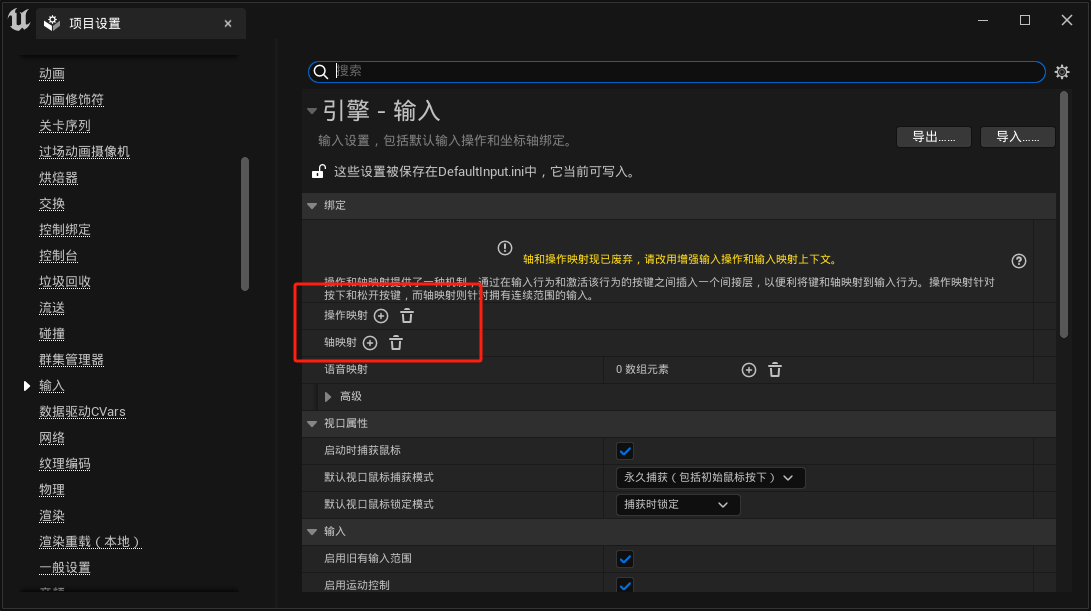 项目设置
动画
动画修饰符
关卡序列
过场动画摄像机
烘焙器
交换
控制绑定
控制台
垃圾回收
流送
碰撞
群集管理器
输入
数据驱动CVars
网络
纹理编码
物理
渲染
渲染重载（本地）
一般设置
搜索
引擎 - 输入
输入设置，包括默认输入操作和坐标轴绑定。
导出......
导入......
这些设置被保存在DefaultInput.ini中，它当前可写入。
绑定
轴和操作映射现已废弃，请改用增强输入操作和输入映射上下文。
操作和轴映射提供了一种机制，通过在输入行为和激活该行为的按键之间插入一个间接层，以便利将键和轴映射到输入行为。操作映射针对
按下和松开按键，而轴映射则针对拥有连续范围的输入。
操作映射
轴映射
语音映射
0 数组元素
高级
视口属性
启动时捕获鼠标
默认视口鼠标捕获模式
永久捕获（包括初始鼠标按下）
默认视口鼠标锁定模式
捕获时锁定
输入
启用旧有输入范围
启用运动控制